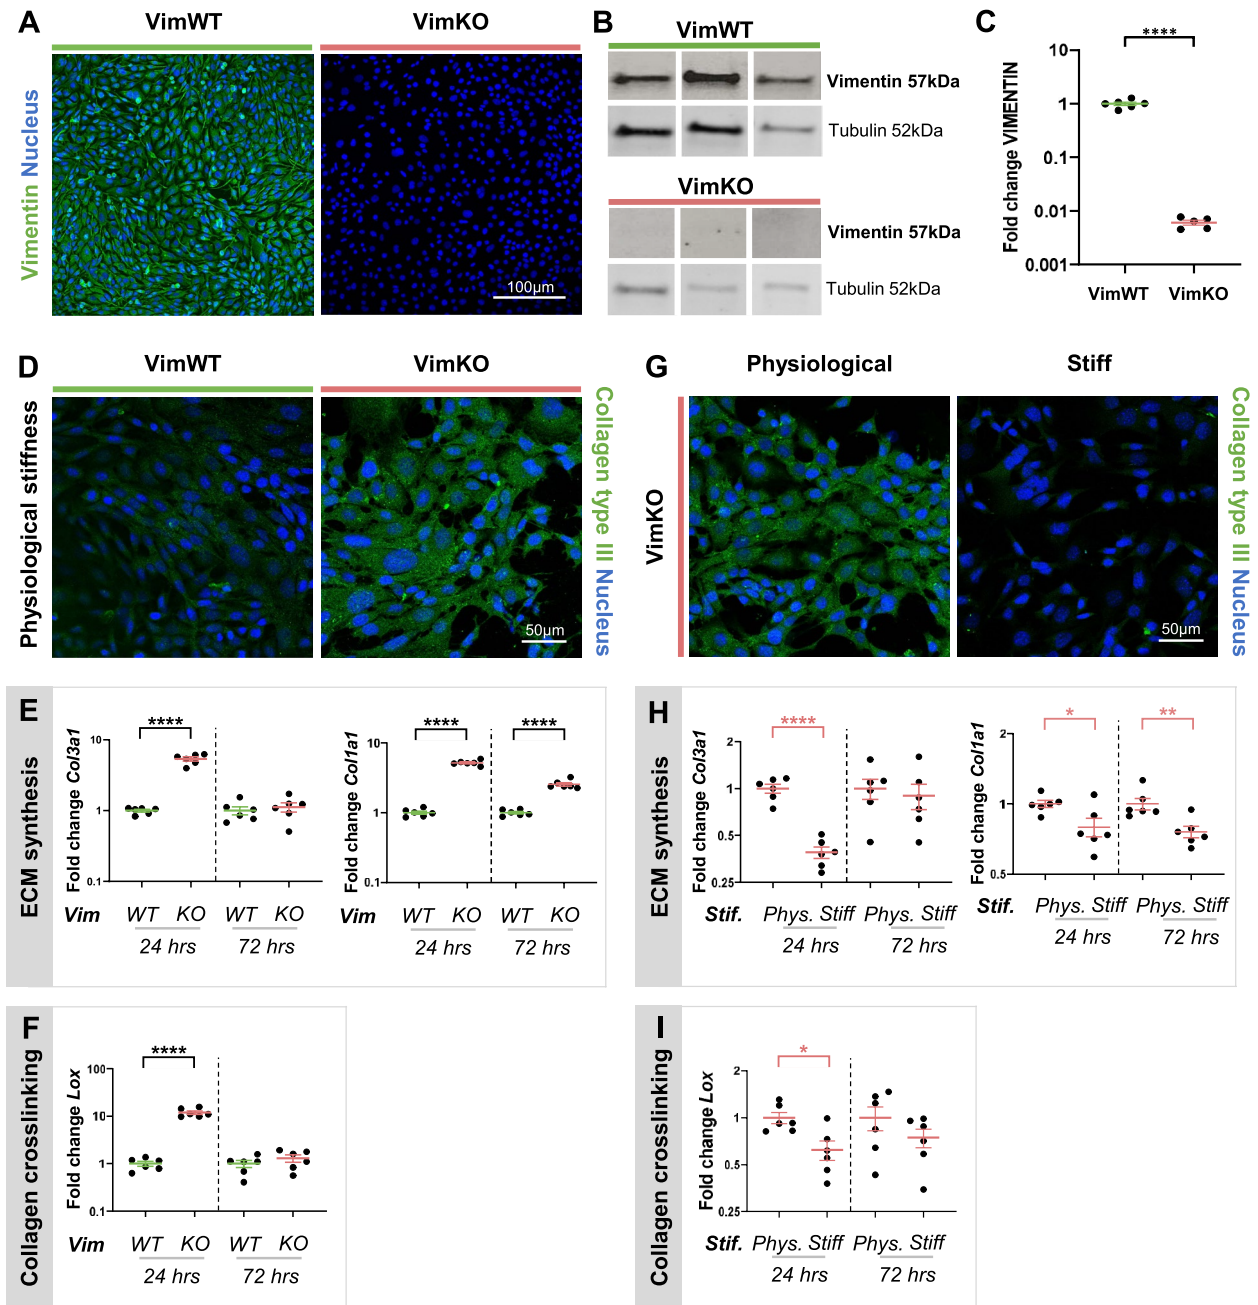 A
VimWT
VimKO
Vimentin Nucleus
100µm
B
VimWT
Vimentin 57kDa
Tubulin 52kDa
VimKO
Vimentin 57kDa
Tubulin 52kDa
C
****
Fold change VIMENTIN
10
1
0.1
0.01
0.001
VimWT VimKO
D
VimWT
VimKO
Physiological stiffness
Collagen type III Nucleus
50µm
G
Physiological
Stiff
VimKO
Collagen type III Nucleus
50µm
E
ECM synthesis
Fold change Col3a1
10
1
0.1
****
Vim WT KO WT KO
24 hrs 72 hrs
Fold change Col1a1
10
1
0.1
**** ****
Vim WT KO WT KO
24 hrs 72 hrs
H
ECM synthesis
Fold change Col3a1
2
1
0.5
0.25
****
Stif. Phys. Stiff Phys. Stiff
24 hrs 72 hrs
Fold change Col1a1
2
1
0.5
* **
Stif. Phys. Stiff Phys. Stiff
24 hrs 72 hrs
F
Collagen crosslinking
Fold change Lox
100
10
1
0.1
****
Vim WT KO WT KO
24 hrs 72 hrs
I
Collagen crosslinking
Fold change Lox
2
1
0.5
0.25
*
Stif. Phys. Stiff Phys. Stiff
24 hrs 72 hrs